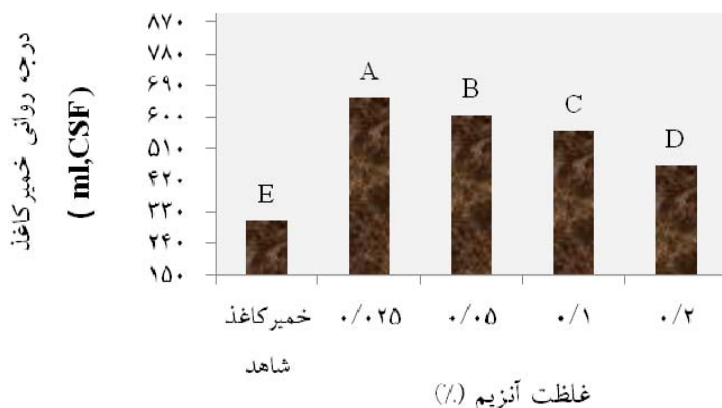 درجه روانی خمیرکاغذ
( ml,CSF)
۸۷۰
۷۸۰
۶۹۰
۶۰۰
۵۱۰
۴۲۰
۳۳۰
۲۴۰
۱۵۰
E
A
B
C
D
خمیرکاغذ شاهد
۰/۰۲۵
۰/۰۵
۰/۱
۰/۲
غلظت آنزیم (٪)